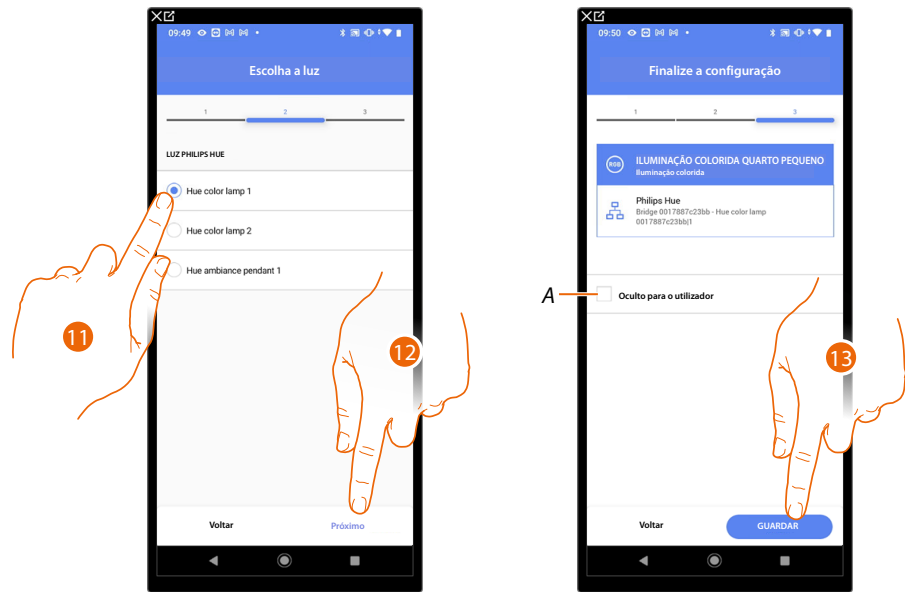 09:49
Escolha a luz
1 2 3
LUZ PHILIPS HUE
Hue color lamp 1
Hue color lamp 2
Hue ambiance pendant 1
11
12
Voltar Próximo
09:50
Finalize a configuração
1 2 3
RGB
ILUMINAÇÃO COLORIDA QUARTO PEQUENO
Iluminação colorida
Philips Hue
Bridge 0017887c23bb - Hue color lamp
0017887c23bb|1
A
Oculto para o utilizador
13
Voltar GUARDAR